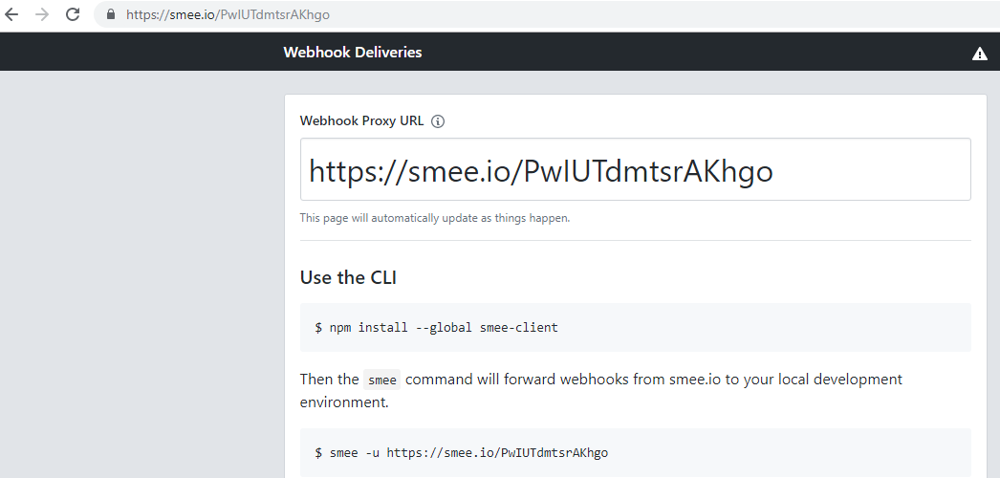 https://smee.io/PwIUTdmtsrAKhgo
Webhook Deliveries
Webhook Proxy URL
https://smee.io/PwIUTdmtsrAKhgo
This page will automatically update as things happen.
Use the CLI
$ npm install --global smee-client
Then the smee command will forward webhooks from smee.io to your local development
environment.
$ smee -u https://smee.io/PwIUTdmtsrAKhgo